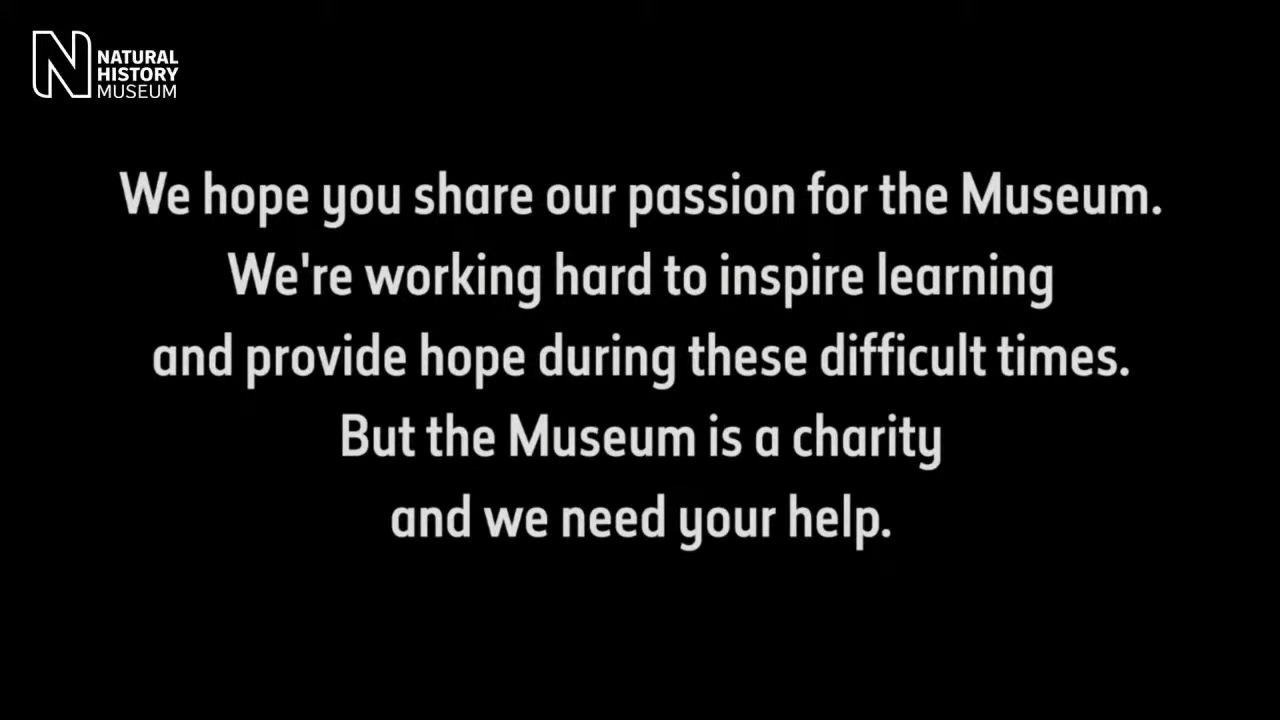 NATURAL
HISTORY
MUSEUM
We hope you share our passion for the Museum.
We're working hard to inspire learning
and provide hope during these difficult times.
But the Museum is a charity
and we need your help.